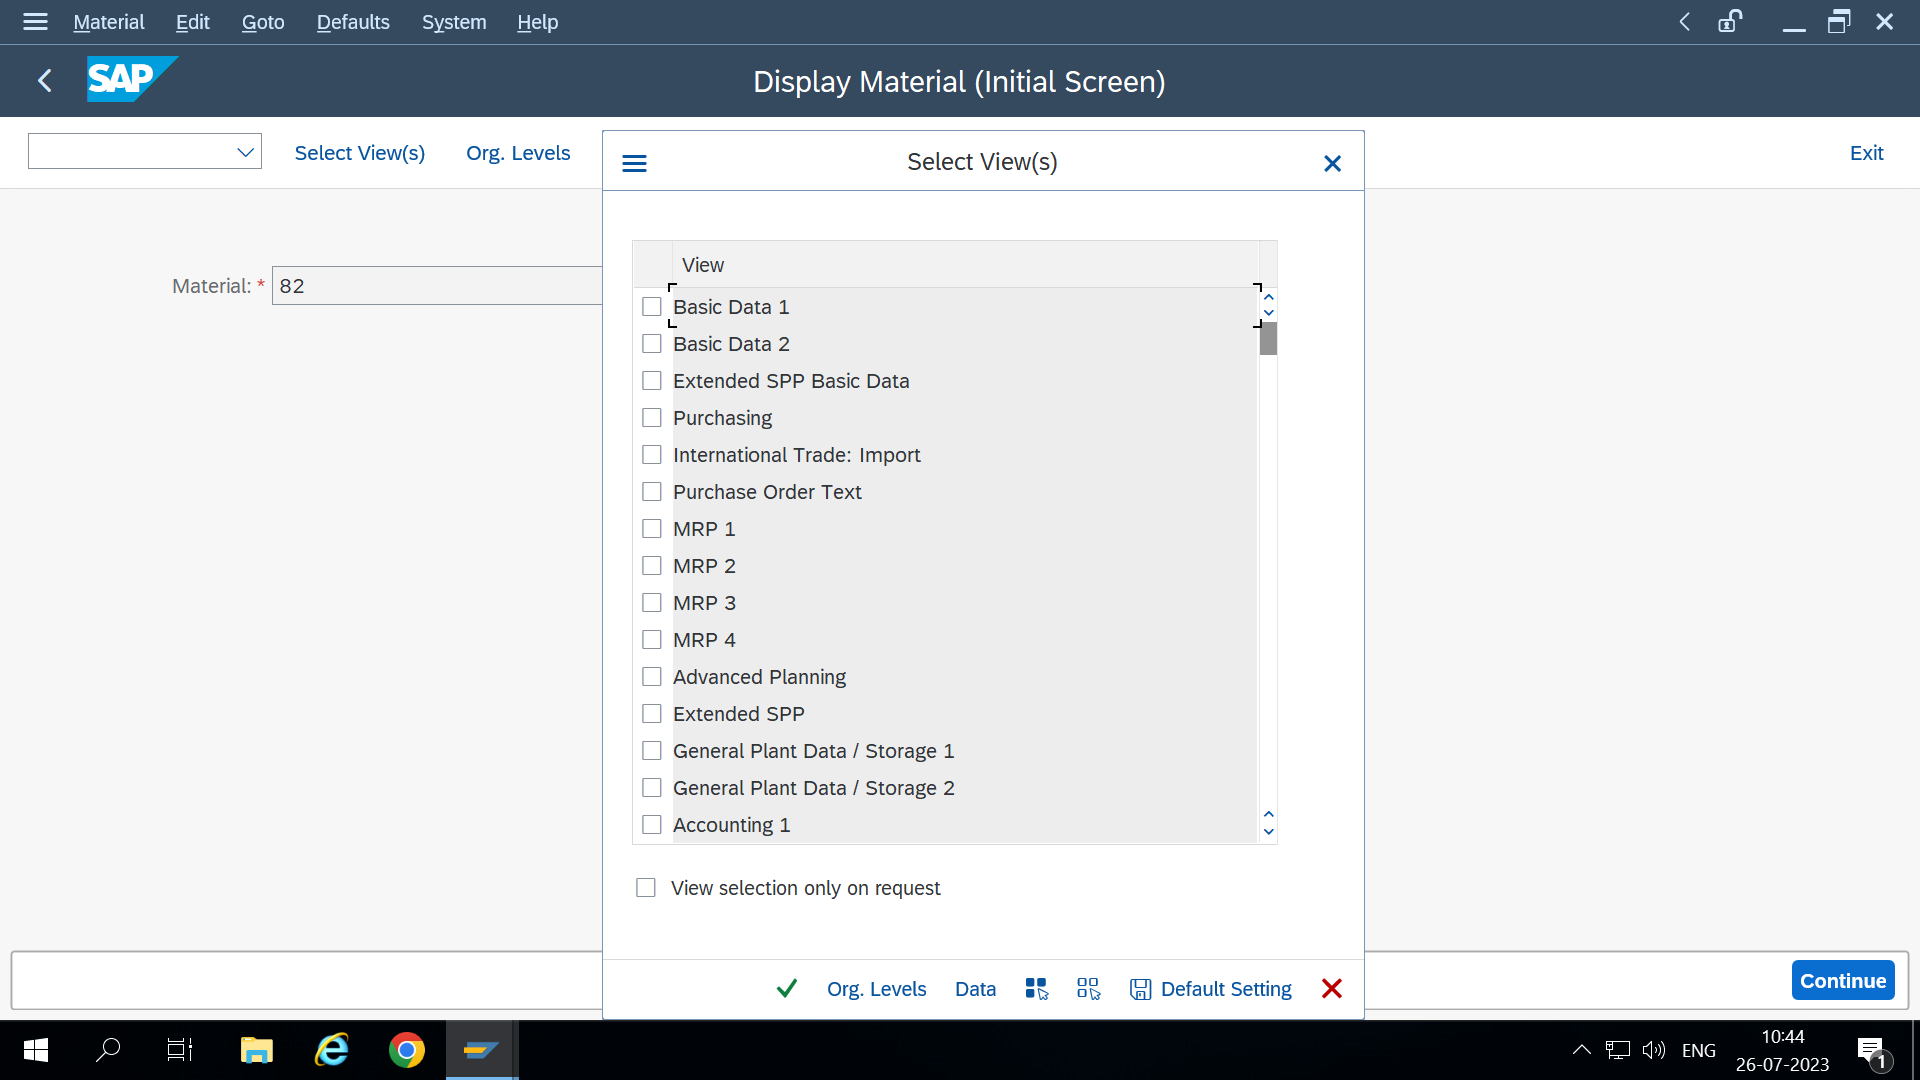 Material Edit Goto Defaults System Help
SAP
Display Material (Initial Screen)
Select View(s) Org. Levels
Exit
Select View(s)
Material: * 82
View
Basic Data 1
Basic Data 2
Extended SPP Basic Data
Purchasing
International Trade: Import
Purchase Order Text
MRP 1
MRP 2
MRP 3
MRP 4
Advanced Planning
Extended SPP
General Plant Data / Storage 1
General Plant Data / Storage 2
Accounting 1
View selection only on request
Org. Levels Data Default Setting
Continue
ENG
10:44
26-07-2023
1